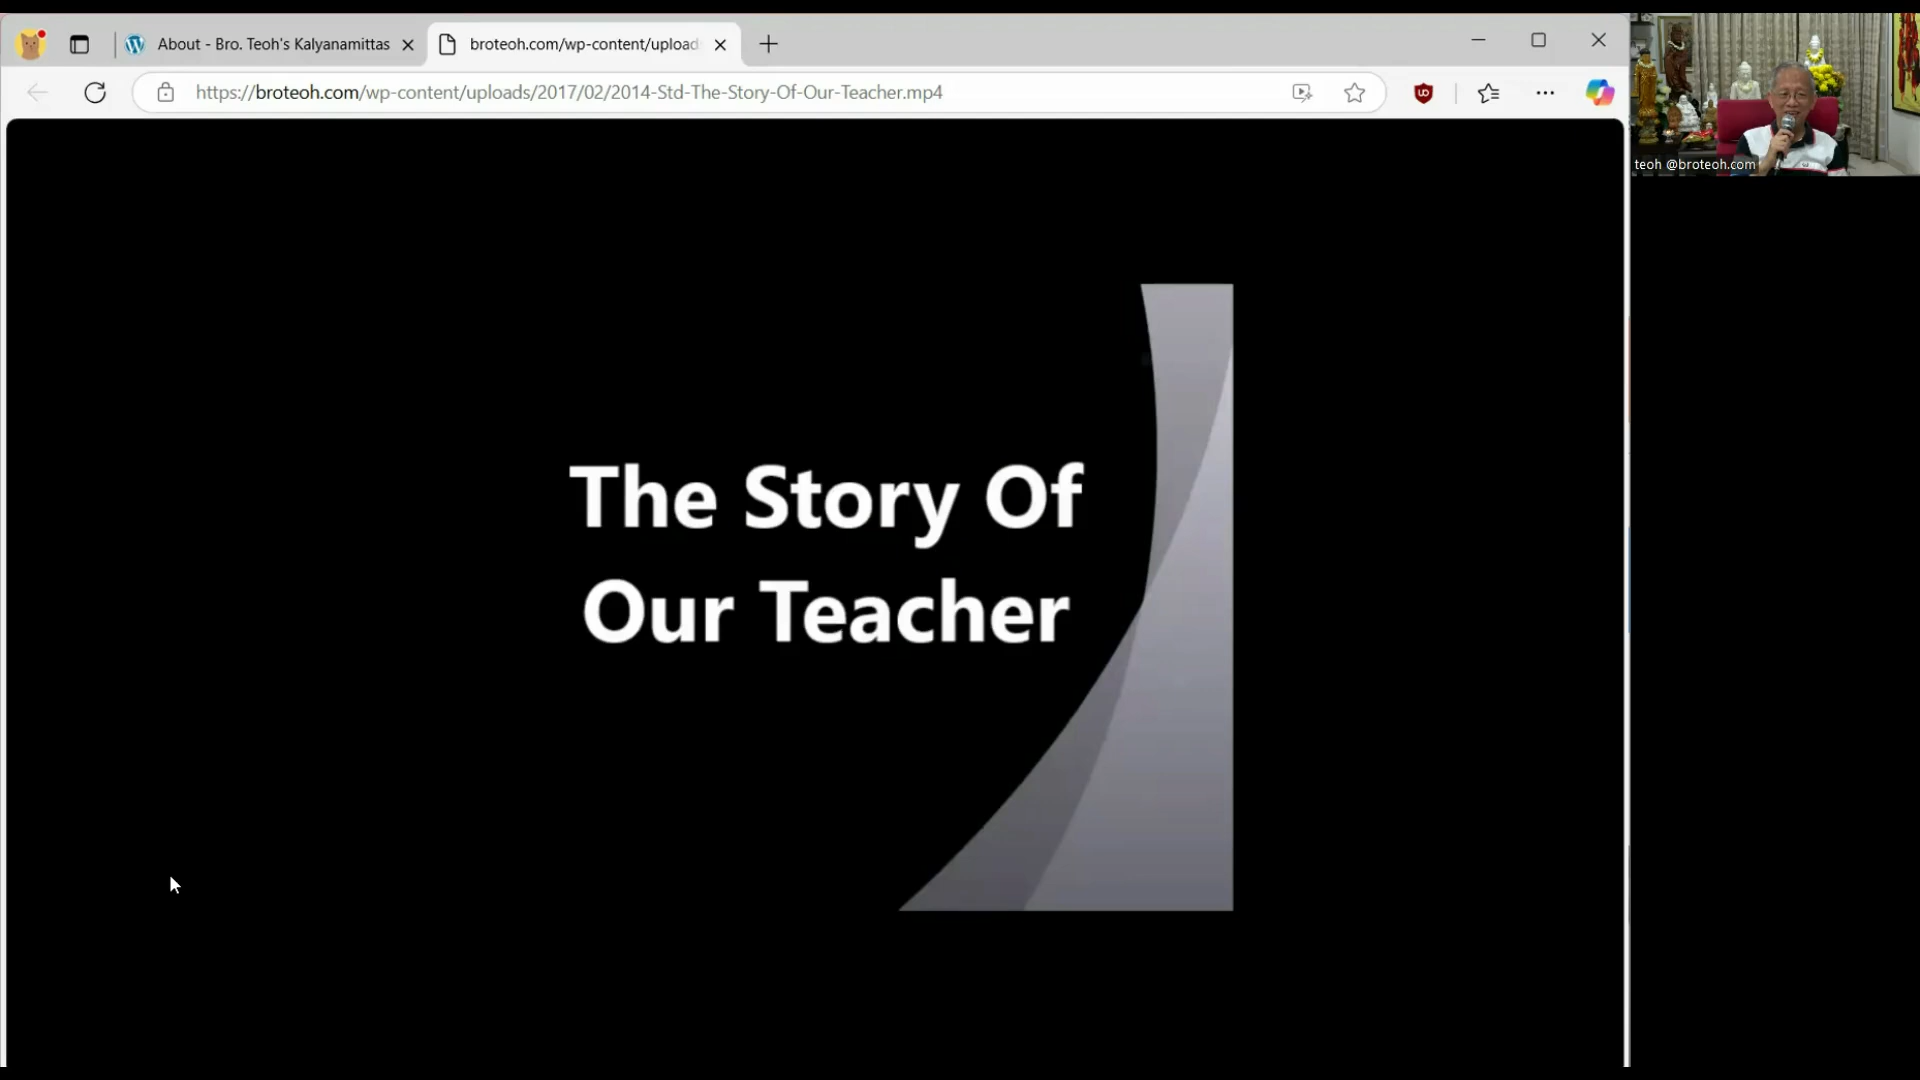 About - Bro. Teoh's Kalyanamittas
broteoh.com/wp-content/upload
https://broteoh.com/wp-content/uploads/2017/02/2014-Std-The-Story-Of-Our-Teacher.mp4
teoh @broteoh.com
The Story Of
Our Teacher